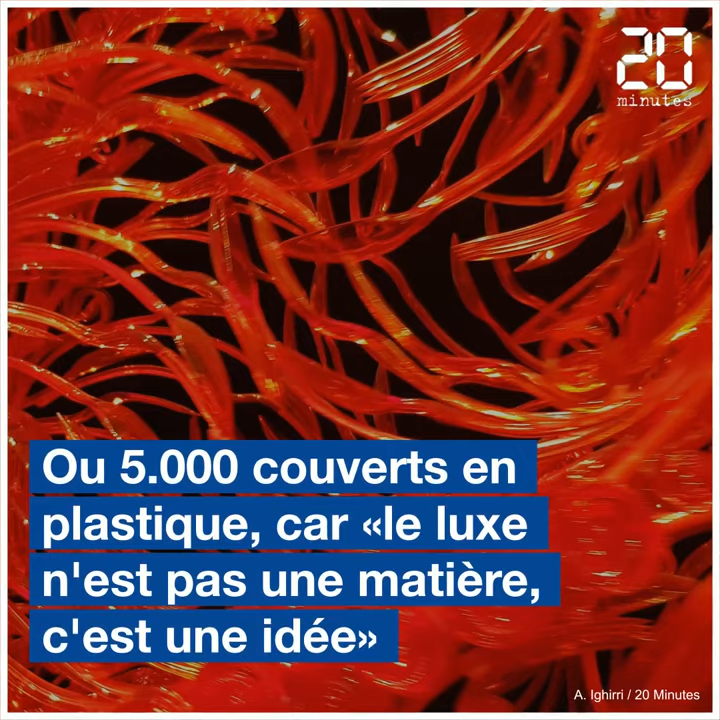 20
minutes
Ou 5.000 couverts en
plastique, car «le luxe
n'est pas une matière,
c'est une idée»
A. Ighirri / 20 Minutes